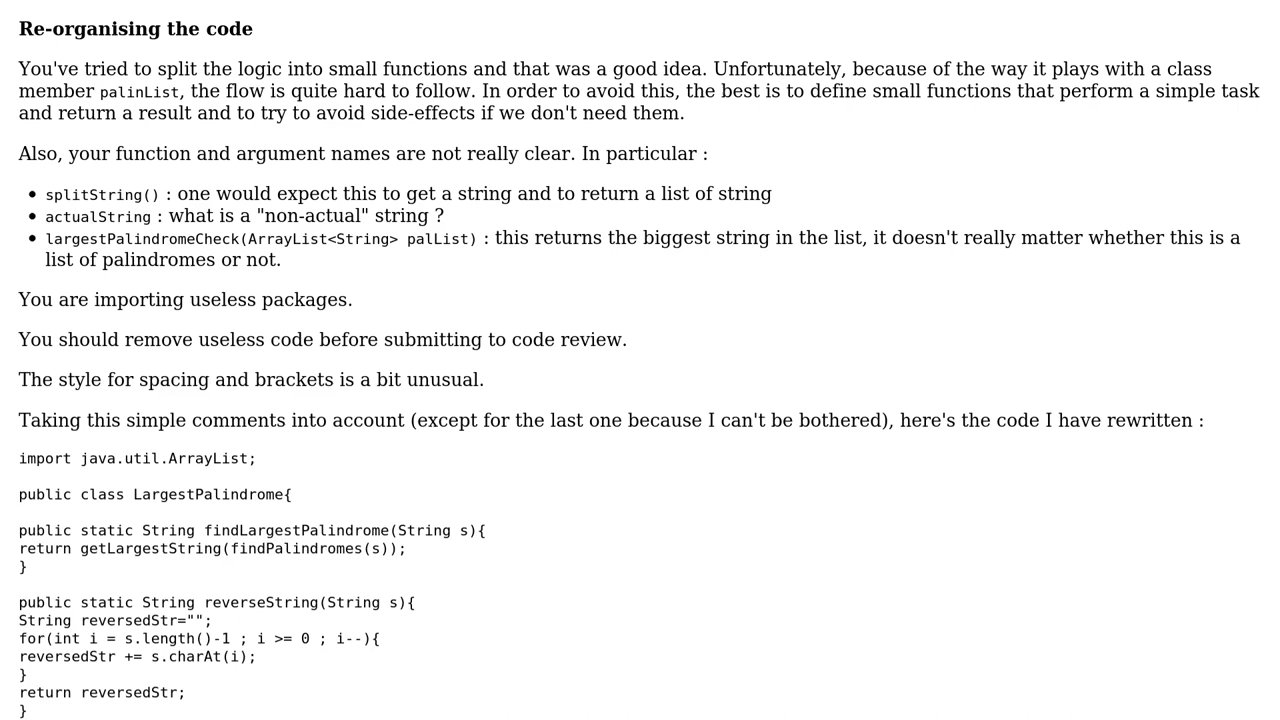 Re-organising the code
You've tried to split the logic into small functions and that was a good idea. Unfortunately, because of the way it plays with a class
member palinList, the flow is quite hard to follow. In order to avoid this, the best is to define small functions that perform a simple task
and return a result and to try to avoid side-effects if we don't need them.
Also, your function and argument names are not really clear. In particular :
• splitString() : one would expect this to get a string and to return a list of string
• actualString : what is a "non-actual" string ?
• largestPalindromeCheck(ArrayList<String> palList) : this returns the biggest string in the list, it doesn't really matter whether this is a
list of palindromes or not.
You are importing useless packages.
You should remove useless code before submitting to code review.
The style for spacing and brackets is a bit unusual.
Taking this simple comments into account (except for the last one because I can't be bothered), here's the code I have rewritten :
import java.util.ArrayList;
public class LargestPalindrome{
public static String findLargestPalindrome(String s){
return getLargestString(findPalindromes(s));
}
public static String reverseString(String s){
String reversedStr="";
for(int i = s.length()-1 ; i >= 0 ; i--){
reversedStr += s.charAt(i);
}
return reversedStr;
}